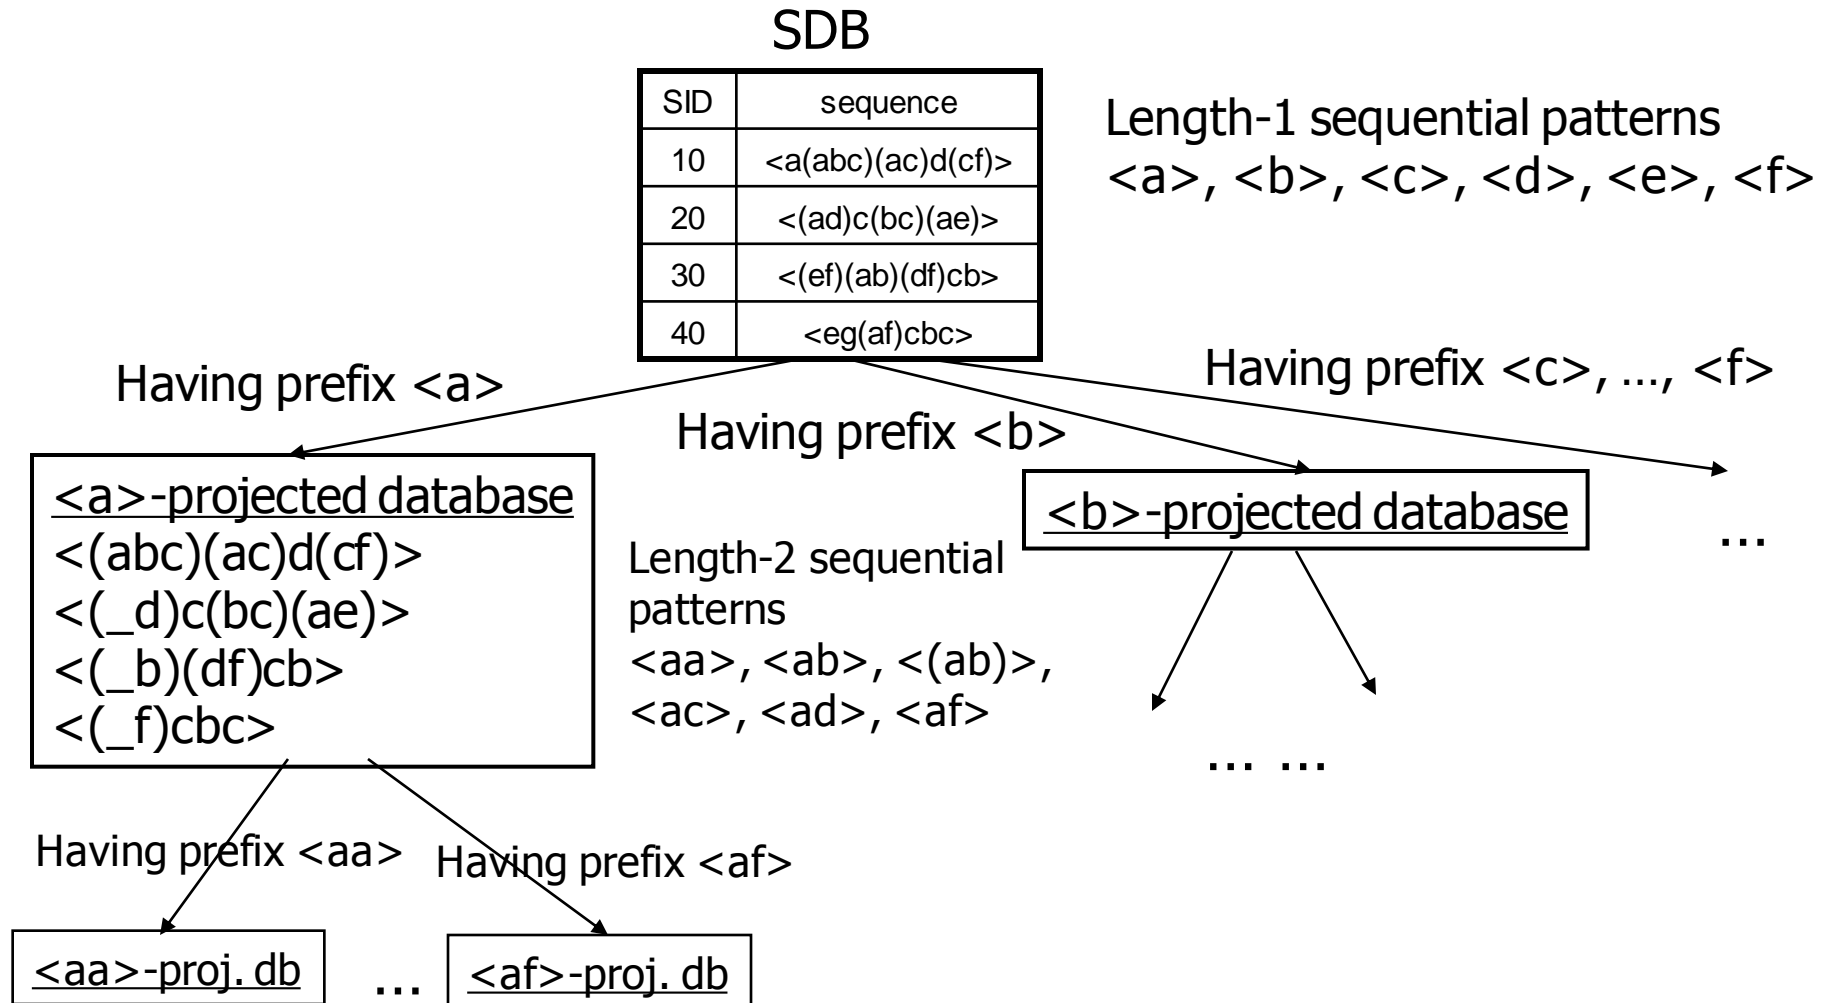 SDB
SID sequence
10 <a(abc)(ac)d(cf)>
20 <(ad)c(bc)(ae)>
30 <(ef)(ab)(df)cb>
40 <eg(af)cbc>
Length-1 sequential patterns
<a>, <b>, <c>, <d>, <e>, <f>
Having prefix <a>
Having prefix <b>
Having prefix <c>, …, <f>
<a>-projected database
<(abc)(ac)d(cf)>
<(_d)c(bc)(ae)>
<(_b)(df)cb>
<(_f)cbc>
Length-2 sequential
patterns
<aa>, <ab>, <(ab)>,
<ac>, <ad>, <af>
<b>-projected database
…
… …
Having prefix <aa>
Having prefix <af>
<aa>-proj. db
…
<af>-proj. db